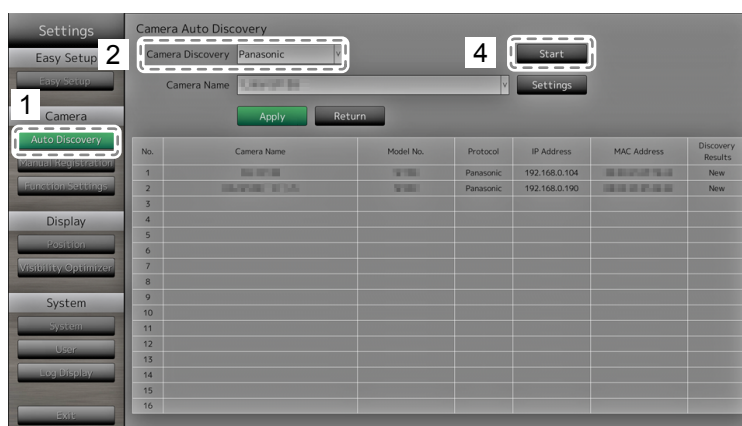 Settings
Easy Setup
Easy Setup
Camera
Auto Discovery
Manual Registration
Function Settings
Display
Position
Visibility Optimizer
System
System
User
Log Display
Exit
1
2
4
Camera Auto Discovery
Camera Discovery Panasonic Start
Camera Name Settings
Apply Return
No. Camera Name Model No. Protocol IP Address MAC Address Discovery Results
1 Panasonic 192.168.0.104 New
2 Panasonic 192.168.0.190 New
3
4
5
6
7
8
9
10
11
12
13
14
15
16